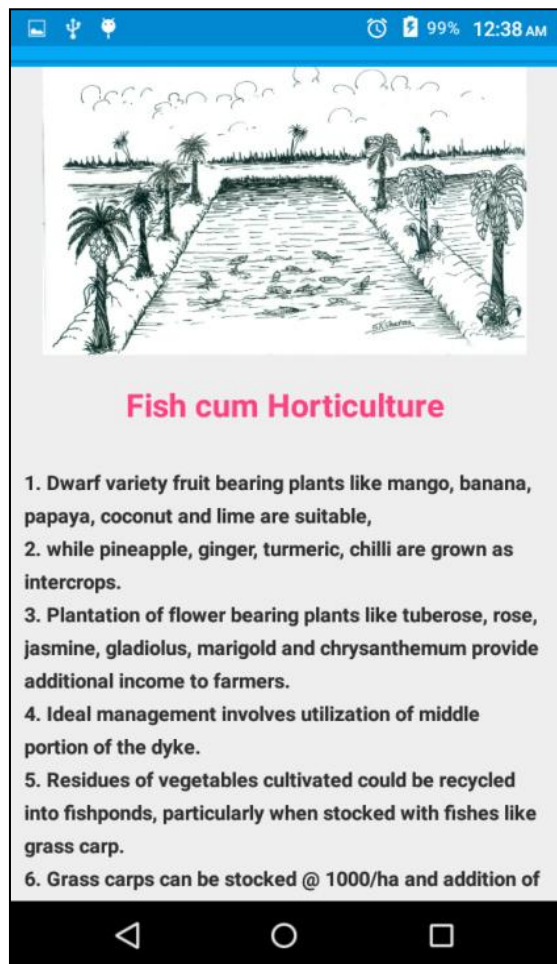 99% 12:38 AM
Fish cum Horticulture
1. Dwarf variety fruit bearing plants like mango, banana,
papaya, coconut and lime are suitable,
2. while pineapple, ginger, turmeric, chilli are grown as
intercrops.
3. Plantation of flower bearing plants like tuberose, rose,
jasmine, gladiolus, marigold and chrysanthemum provide
additional income to farmers.
4. Ideal management involves utilization of middle
portion of the dyke.
5. Residues of vegetables cultivated could be recycled
into fishponds, particularly when stocked with fishes like
grass carp.
6. Grass carps can be stocked @ 1000/ha and addition of